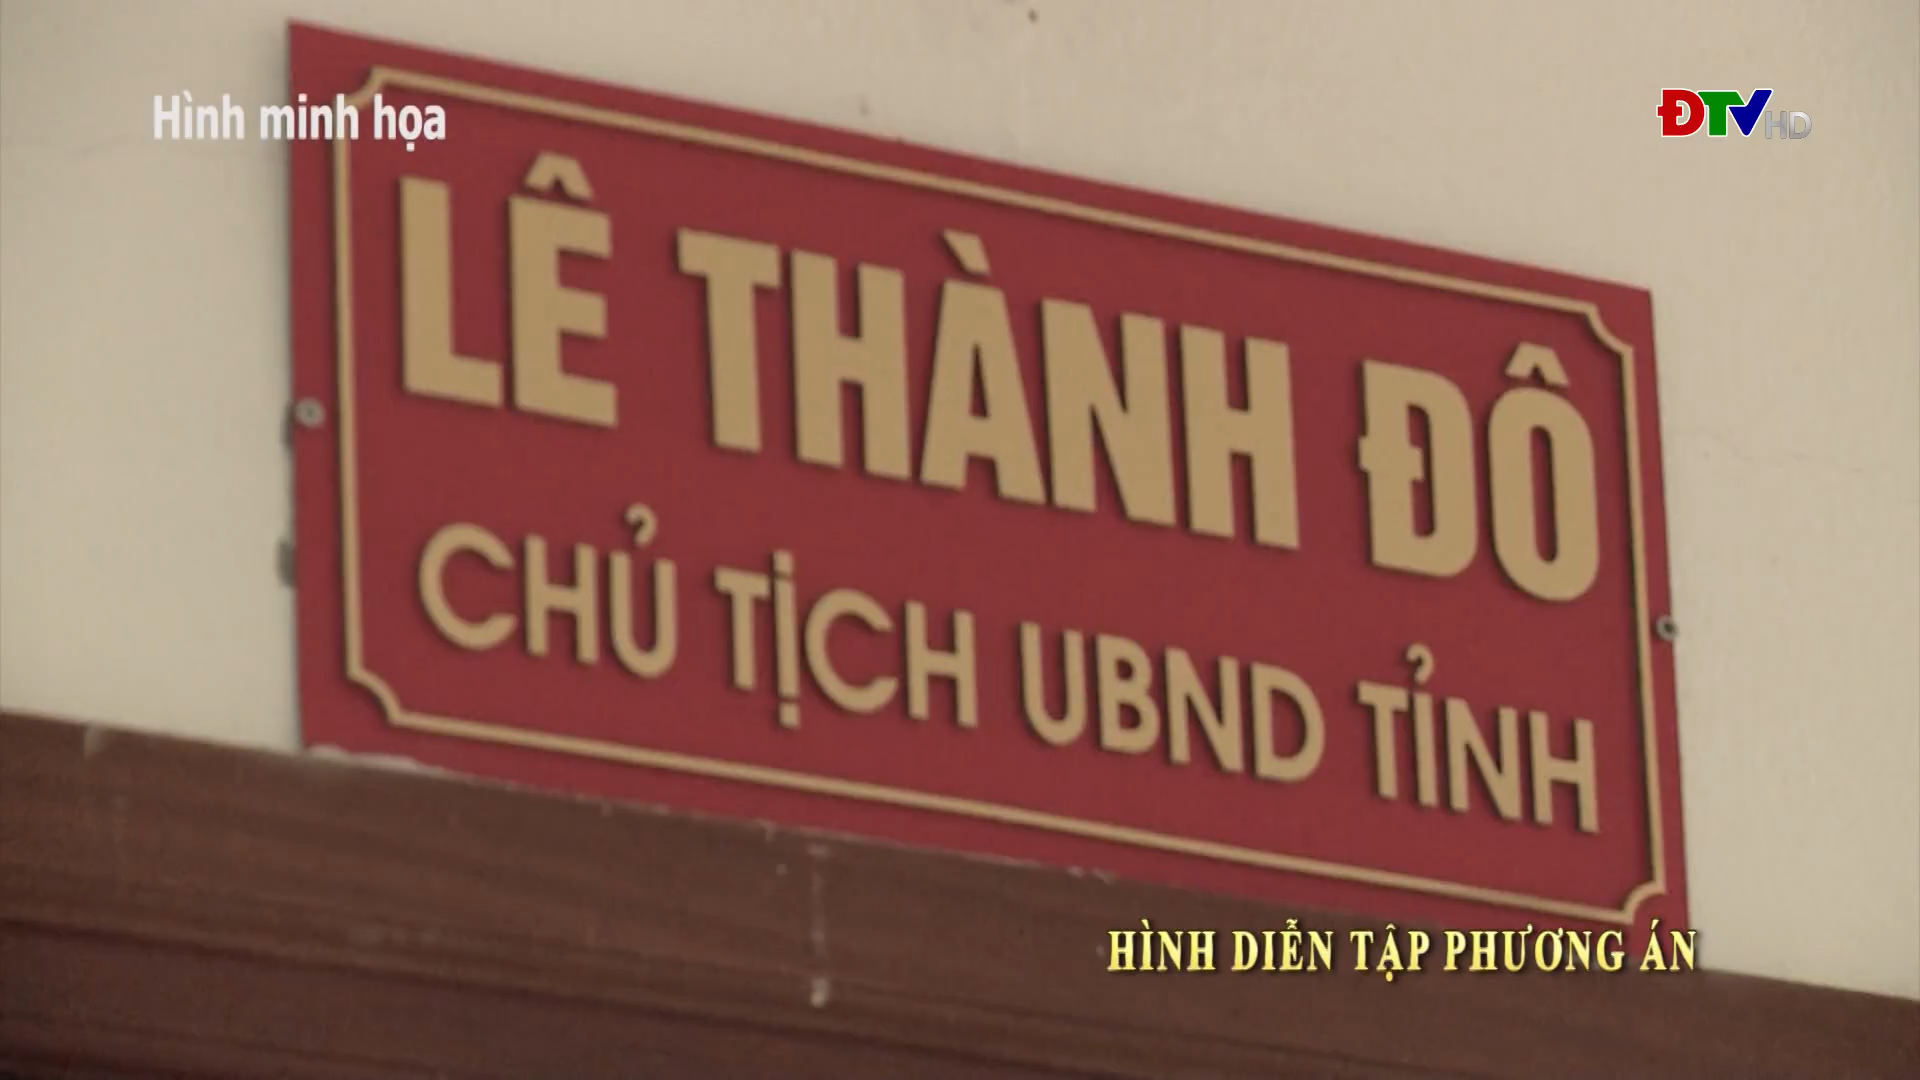 Hình minh họa
ĐTV HD
LÊ THÀNH ĐÔ
CHỦ TỊCH UBND TỈNH
HÌNH DIỄN TẬP PHƯƠNG ÁN